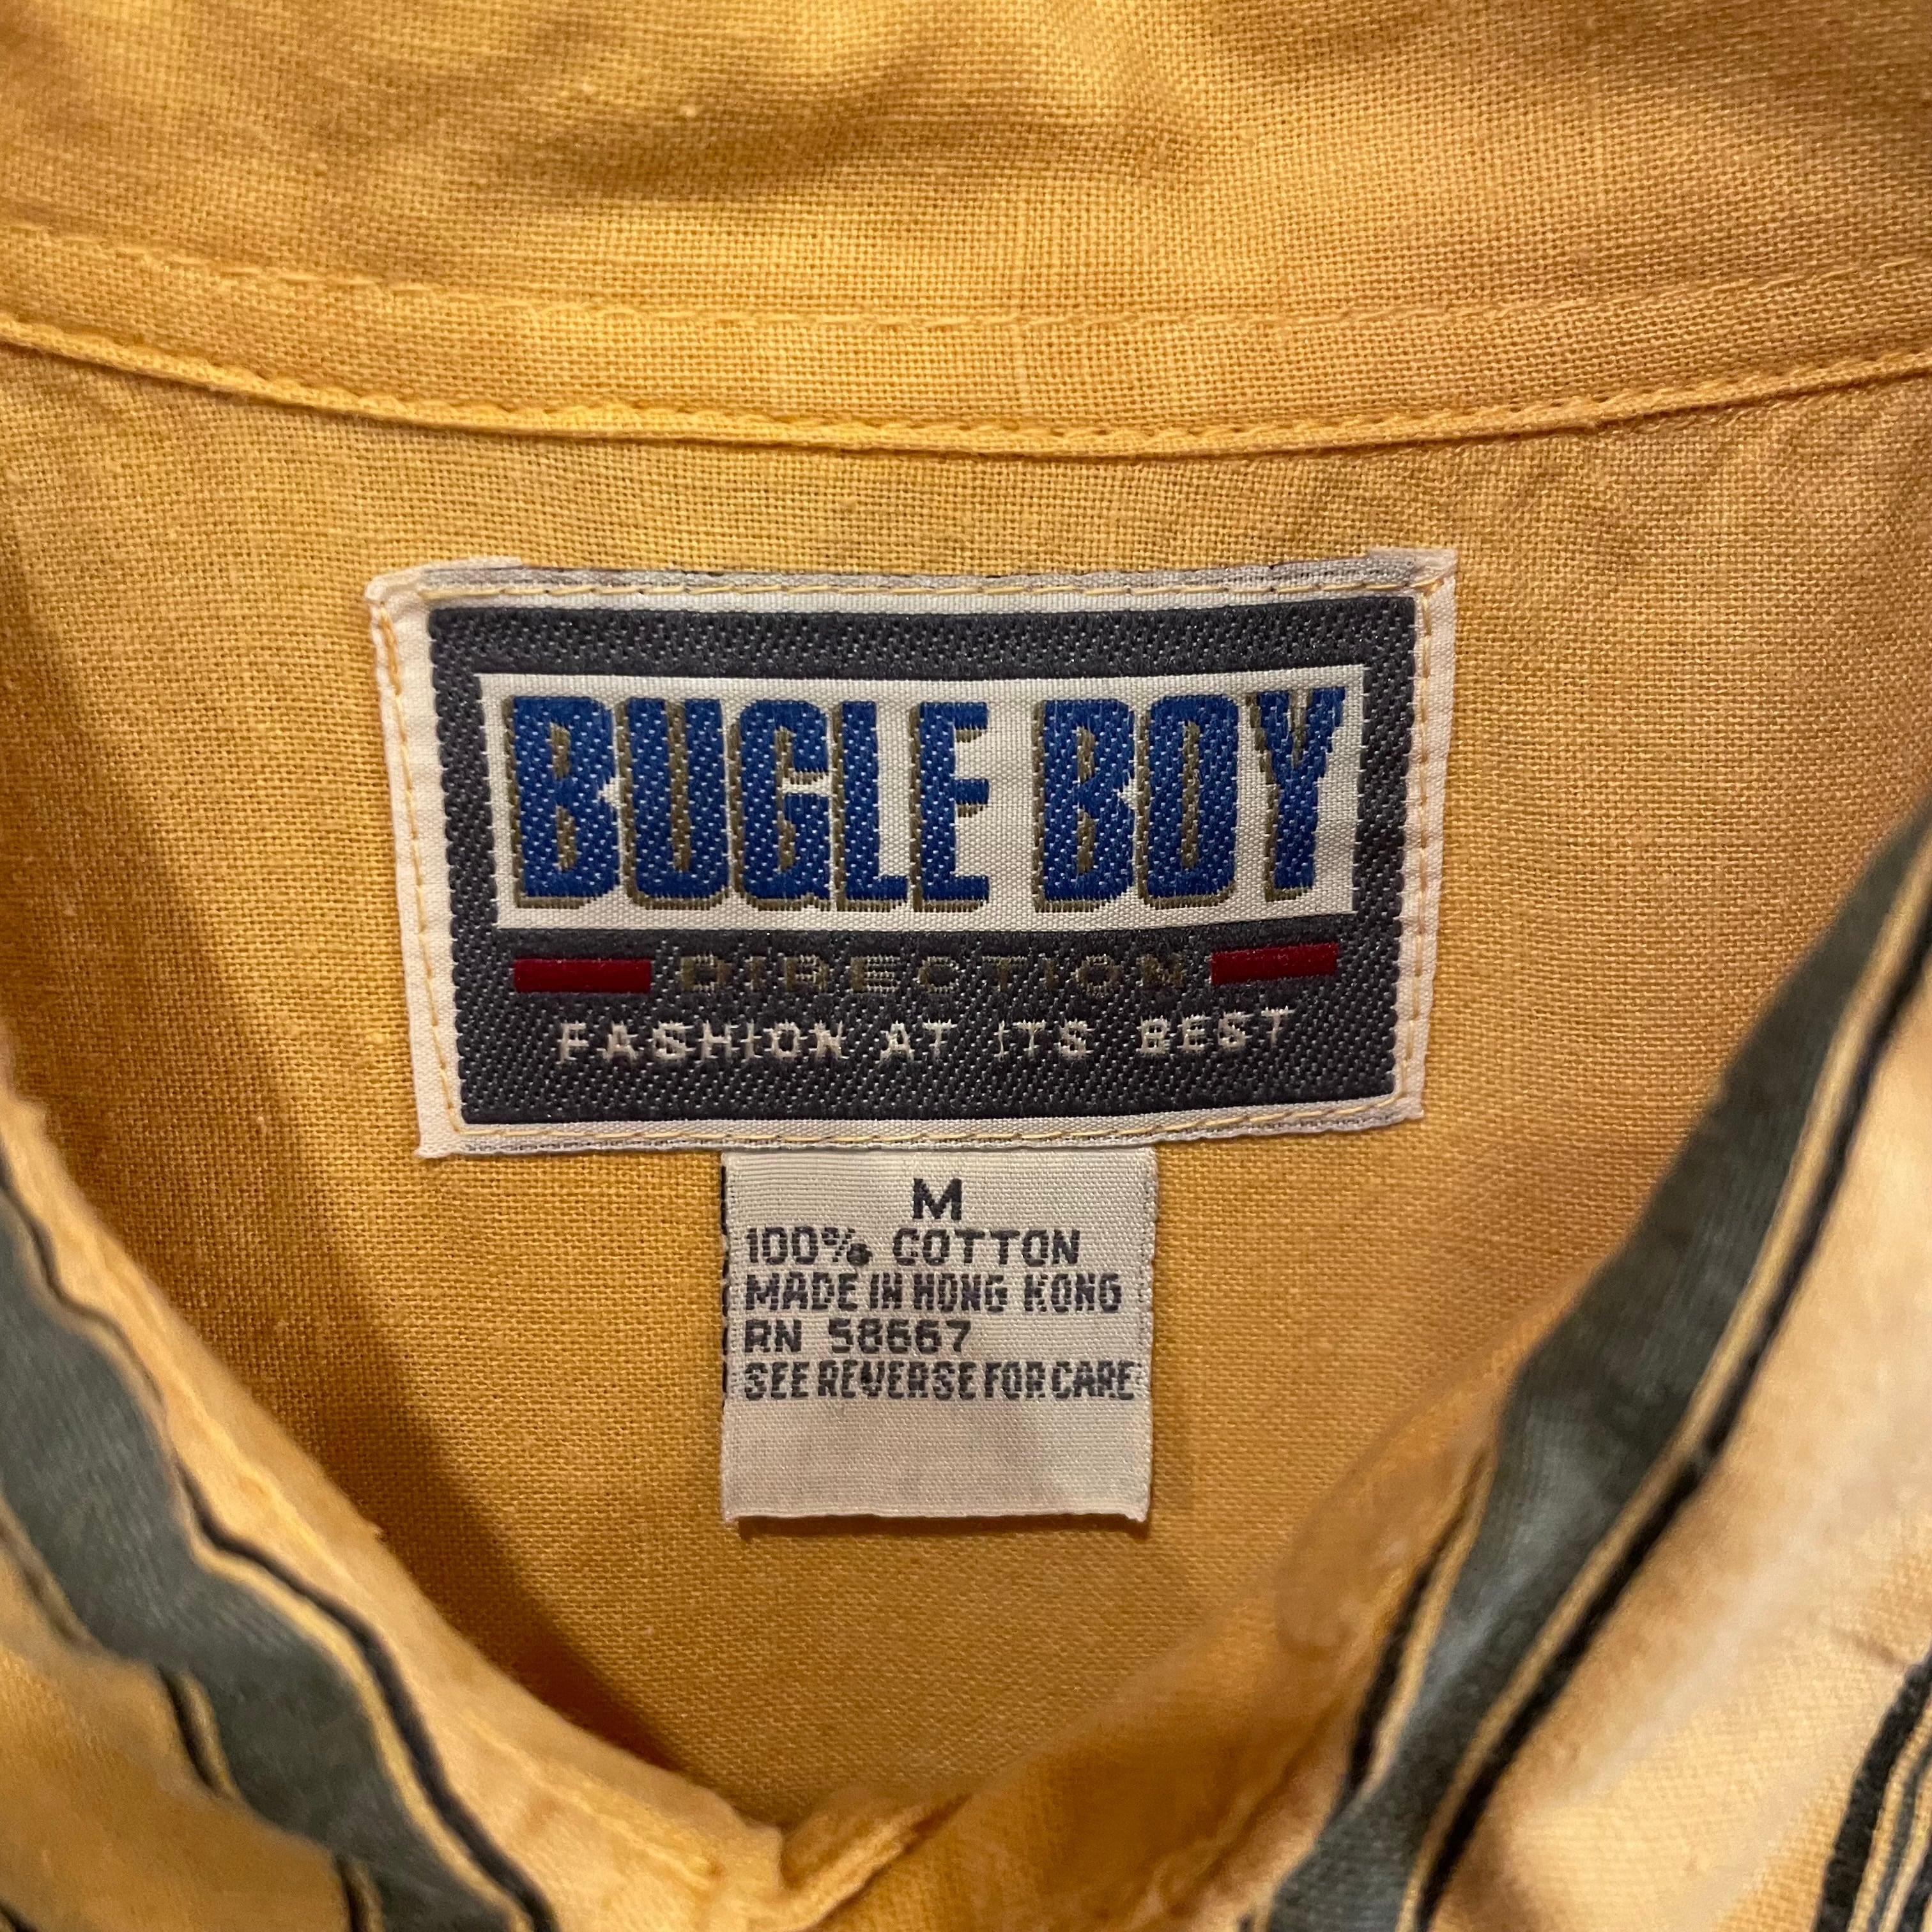 BUGLE BOY
DIRECTION
FASHION AT ITS BEST
M
100% COTTON
MADE IN HONG KONG
RN 58667
SEE REVERSE FOR CARE